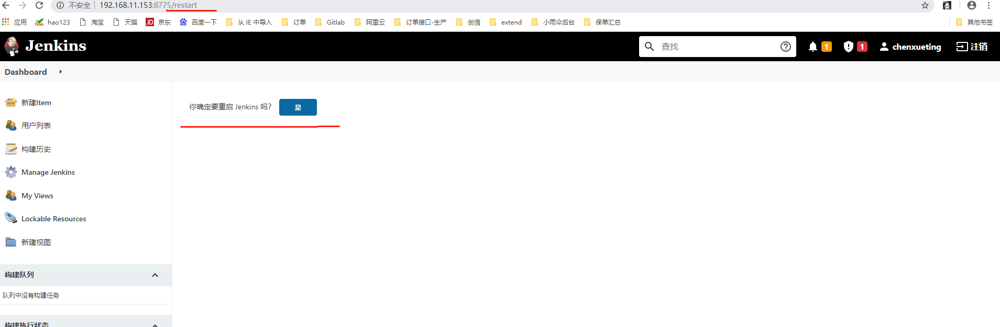 不安全 192.168.11.153:8775/restart
应用 hao123 淘宝 天猫 JD 京东 百度一下 从 IE 中导入 订单 Gitlab 阿里云 订单接口-生产 创信 extend 小雨伞后台 保单汇总 其他书签
Jenkins 查找 1 1 chenxueting 注销
Dashboard
新建Item
你确定要重启 Jenkins 吗? 是
用户列表
构建历史
Manage Jenkins
My Views
Lockable Resources
新建视图
构建队列
队列中没有构建任务
构建执行状态